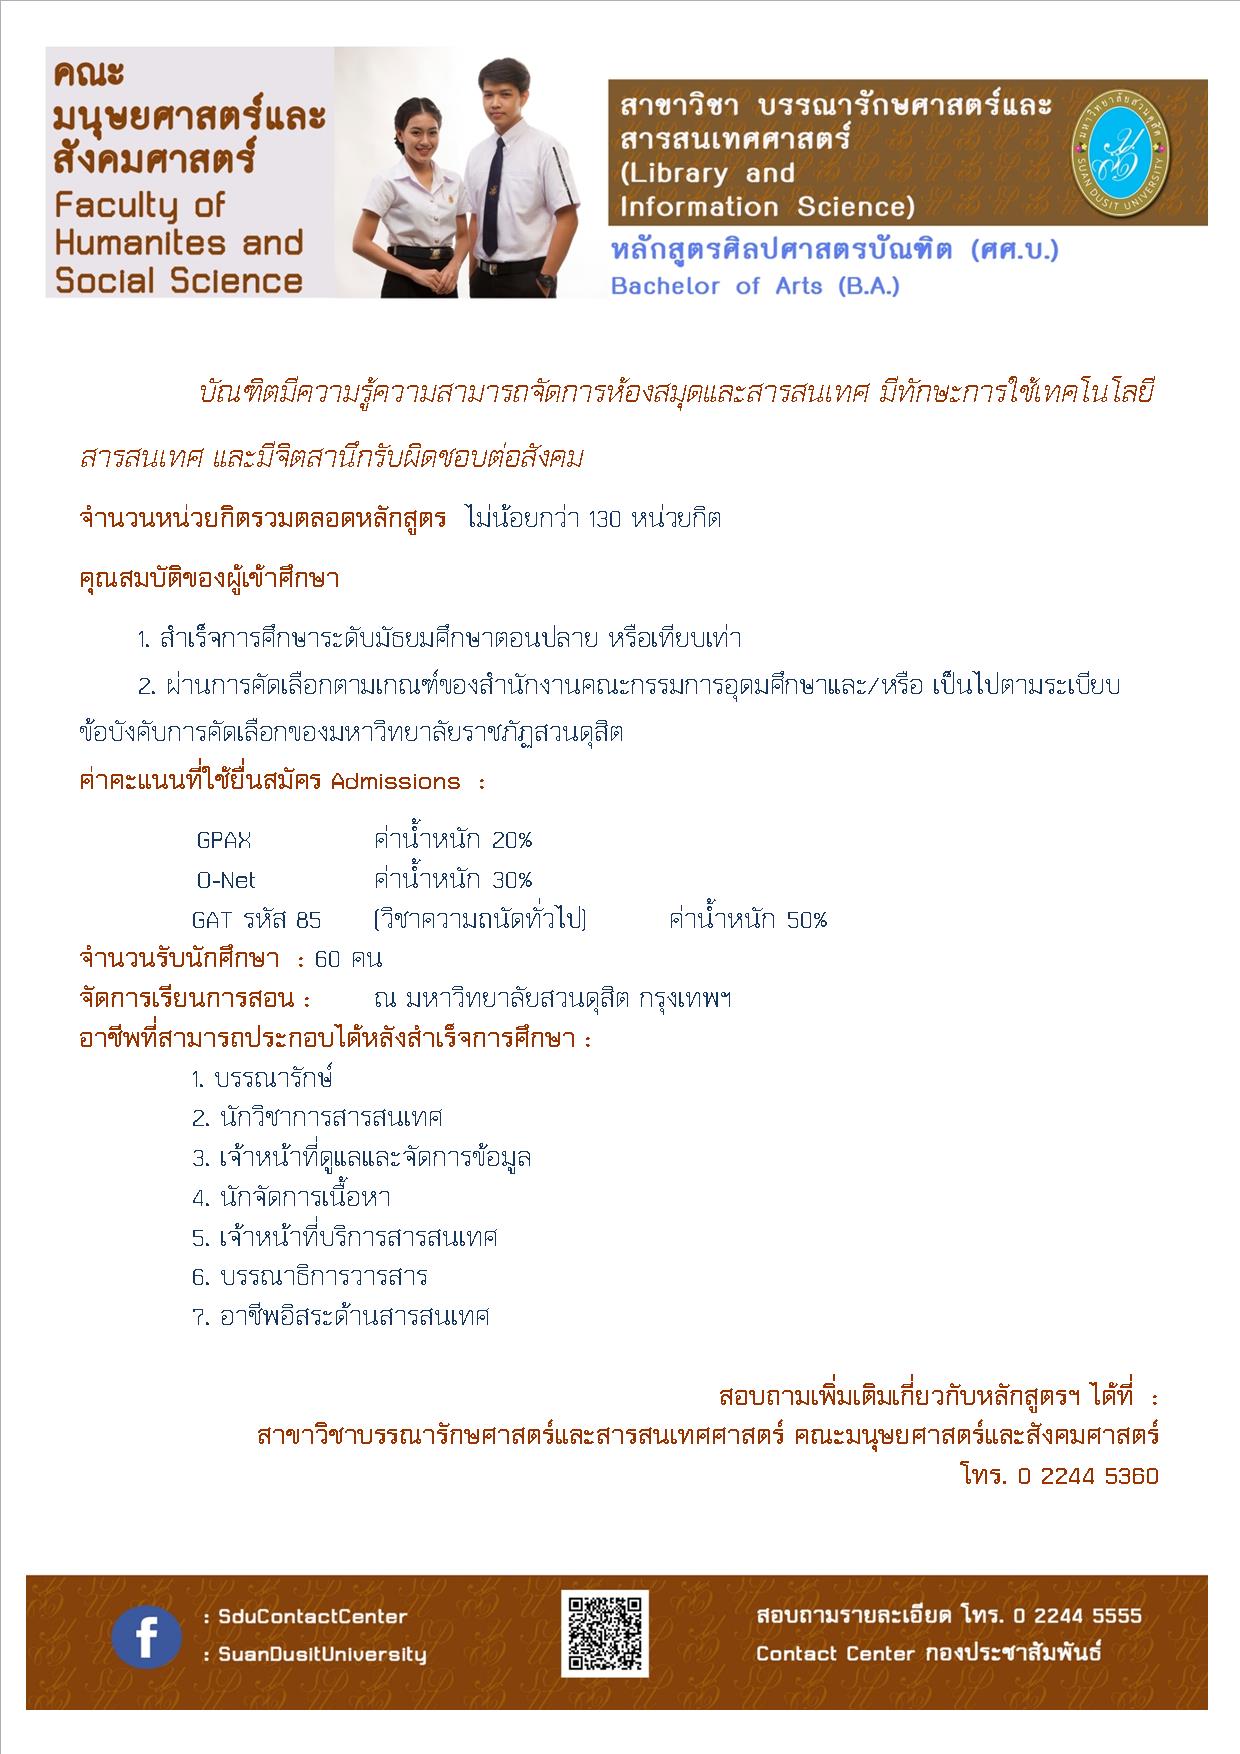 คณะ
มนุษยศาสตร์และ
สังคมศาสตร์
Faculty of
Humanites and
Social Science
สาขาวิชา บรรณารักษศาสตร์และ
สารสนเทศศาสตร์
(Library and
Information Science)
มหาวิทยาลัยสวนดุสิต
SUAN DUSIT UNIVERSITY
หลักสูตรศิลปศาสตรบัณฑิต (ศศ.บ.)
Bachelor of Arts (B.A.)
บัณฑิตมีความรู้ความสามารถจัดการห้องสมุดและสารสนเทศ มีทักษะการใช้เทคโนโลยี
สารสนเทศ และมีจิตสานึกรับผิดชอบต่อสังคม
จำนวนหน่วยกิตรวมตลอดหลักสูตร ไม่น้อยกว่า 130 หน่วยกิต
คุณสมบัติของผู้เข้าศึกษา
1. สำเร็จการศึกษาระดับมัธยมศึกษาตอนปลาย หรือเทียบเท่า
2. ผ่านการคัดเลือกตามเกณฑ์ของสำนักงานคณะกรรมการอุดมศึกษาและ/หรือ เป็นไปตามระเบียบ
ข้อบังคับการคัดเลือกของมหาวิทยาลัยราชภัฏสวนดุสิต
ค่าคะแนนที่ใช้ยื่นสมัคร Admissions :
GPAX ค่าน้ำหนัก 20%
O-Net ค่าน้ำหนัก 30%
GAT รหัส 85 (วิชาความถนัดทั่วไป) ค่าน้ำหนัก 50%
จำนวนรับนักศึกษา : 60 คน
จัดการเรียนการสอน : ณ มหาวิทยาลัยสวนดุสิต กรุงเทพฯ
อาชีพที่สามารถประกอบได้หลังสำเร็จการศึกษา :
1. บรรณารักษ์
2. นักวิชาการสารสนเทศ
3. เจ้าหน้าที่ดูแลและจัดการข้อมูล
4. นักจัดการเนื้อหา
5. เจ้าหน้าที่บริการสารสนเทศ
6. บรรณาธิการวารสาร
7. อาชีพอิสระด้านสารสนเทศ
สอบถามเพิ่มเติมเกี่ยวกับหลักสูตรฯ ได้ที่ :
สาขาวิชาบรรณารักษศาสตร์และสารสนเทศศาสตร์ คณะมนุษยศาสตร์และสังคมศาสตร์
โทร. 0 2244 5360
: SduContactCenter
: SuanDusitUniversity
สอบถามรายละเอียด โทร. 0 2244 5555
Contact Center กองประชาสัมพันธ์